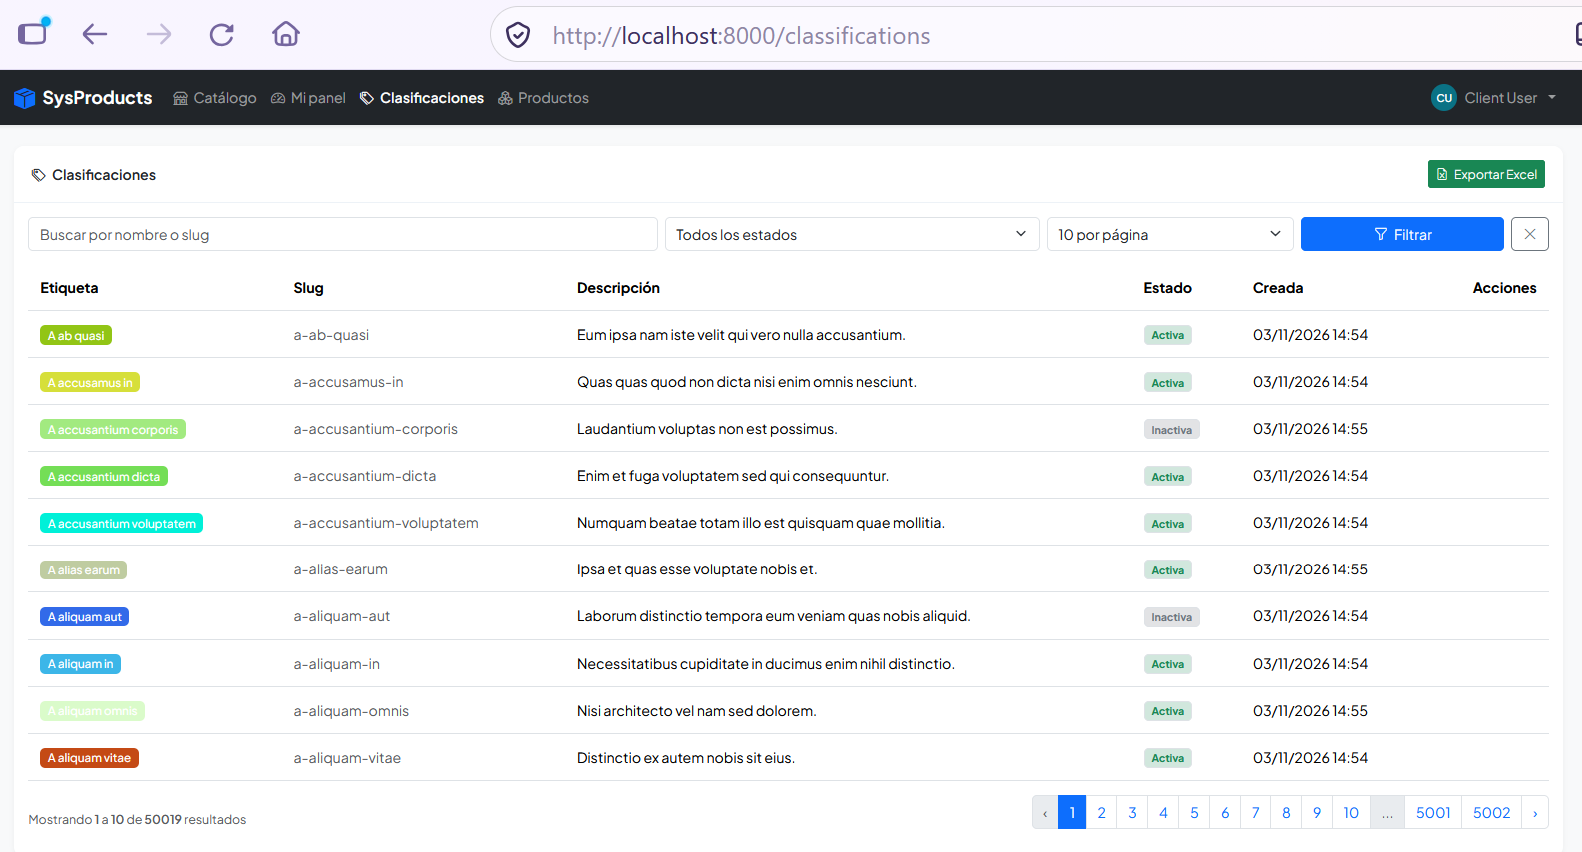 http://localhost:8000/classifications
SysProducts Catálogo Mi panel Clasificaciones Productos CU Client User
Clasificaciones Exportar Excel
Buscar por nombre o slug Todos los estados 10 por página Filtrar
Etiqueta Slug Descripción Estado Creada Acciones
A ab quasi a-ab-quasi Eum ipsa nam iste velit qui vero nulla accusantium. Activa 03/11/2026 14:54
A accusamus in a-accusamus-in Quas quas quod non dicta nisi enim omnis nesciunt. Activa 03/11/2026 14:54
A accusantium corporis a-accusantium-corporis Laudantium voluptas non est possimus. Inactiva 03/11/2026 14:55
A accusantium dicta a-accusantium-dicta Enim et fuga voluptatem sed qui consequuntur. Activa 03/11/2026 14:54
A accusantium voluptatem a-accusantium-voluptatem Numquam beatae totam illo est quisquam quae mollitia. Activa 03/11/2026 14:54
A alias earum a-alias-earum Ipsa et quas esse voluptate nobis et. Activa 03/11/2026 14:55
A aliquam aut a-aliquam-aut Laborum distinctio tempora eum veniam quas nobis aliquid. Inactiva 03/11/2026 14:54
A aliquam in a-aliquam-in Necessitatibus cupiditate in ducimus enim nihil distinctio. Activa 03/11/2026 14:54
A aliquam omnis a-aliquam-omnis Nisi architecto vel nam sed dolorem. Activa 03/11/2026 14:55
A aliquam vitae a-aliquam-vitae Distinctio ex autem nobis sit eius. Activa 03/11/2026 14:54
Mostrando 1 a 10 de 50019 resultados ‹ 1 2 3 4 5 6 7 8 9 10 ... 5001 5002 ›